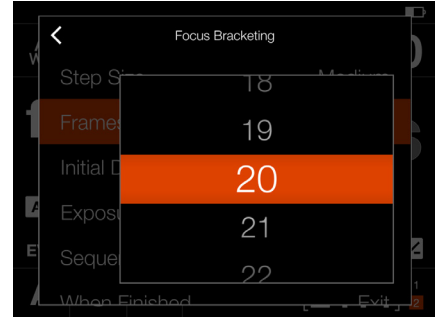 Focus Bracketing
Step Size Medium
18
Frames
19
Initial D
20
Exposu
21
Sequen
22
When Finished Exit